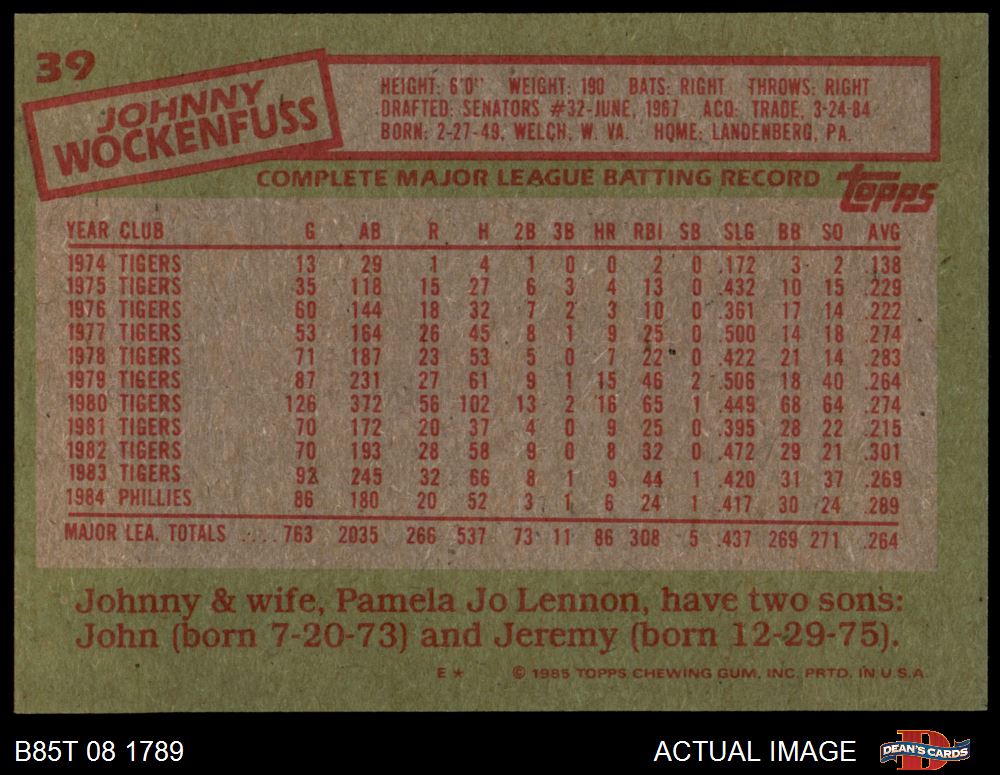 39
JOHNNY
WOCKENFUSS
HEIGHT: 6'0" WEIGHT: 190 BATS: RIGHT THROWS: RIGHT
DRAFTED: SENATORS #32-JUNE, 1967 ACQ: TRADE, 3-24-84
BORN: 2-27-49, WELCH, W. VA. HOME: LANDENBERG, PA.
COMPLETE MAJOR LEAGUE BATTING RECORD topps
YEAR CLUB G AB R H 2B 3B HR RBI SB SLG BB SO AVG
1974 TIGERS 13 29 1 4 1 0 0 2 0 .172 3 2 .138
1975 TIGERS 35 118 15 27 6 3 4 13 0 .432 10 15 .229
1976 TIGERS 60 144 18 32 7 2 3 10 0 .361 17 14 .222
1977 TIGERS 53 164 26 45 8 1 9 25 0 .500 14 18 .274
1978 TIGERS 71 187 23 53 5 0 7 22 0 .422 21 14 .283
1979 TIGERS 87 231 27 61 9 1 15 46 2 .506 18 40 .264
1980 TIGERS 126 372 56 102 13 2 16 65 1 .449 68 64 .274
1981 TIGERS 70 172 20 37 4 0 9 25 0 .395 28 22 .215
1982 TIGERS 70 193 28 58 9 0 8 32 0 .472 29 21 .301
1983 TIGERS 92 245 32 66 8 1 9 44 1 .420 31 37 .269
1984 PHILLIES 86 180 20 52 3 1 6 24 1 .417 30 24 .289
MAJOR LEA. TOTALS .... 763 2035 266 537 73 11 86 308 5 .437 269 271 .264
Johnny & wife, Pamela Jo Lennon, have two sons:
John (born 7-20-73) and Jeremy (born 12-29-75).
E * © 1985 TOPPS CHEWING GUM, INC. PRTD. IN U.S.A.
B85T 08 1789 ACTUAL IMAGE DEAN'S CARDS